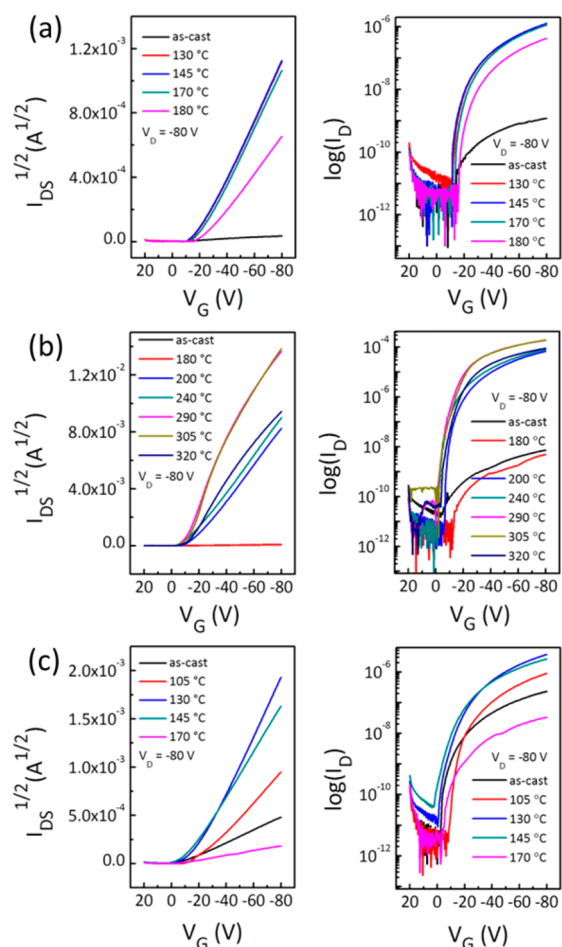 (a)
as-cast
130 °C
145 °C
170 °C
180 °C
V_D = -80 V
I_DS^1/2 (A^1/2)
1.2x10^-3
8.0x10^-4
4.0x10^-4
0.0
20 0 -20 -40 -60 -80
V_G (V)
log(I_D)
10^-6
10^-8
10^-10
10^-12
V_D = -80 V
as-cast
130 °C
145 °C
170 °C
180 °C
20 0 -20 -40 -60 -80
V_G (V)
(b)
as-cast
180 °C
200 °C
240 °C
290 °C
305 °C
320 °C
V_D = -80 V
I_DS^1/2 (A^1/2)
1.2x10^-2
8.0x10^-3
4.0x10^-3
0.0
20 0 -20 -40 -60 -80
V_G (V)
log(I_D)
10^-4
10^-6
10^-8
10^-10
10^-12
V_D = -80 V
as-cast
180 °C
200 °C
240 °C
290 °C
305 °C
320 °C
20 0 -20 -40 -60 -80
V_G (V)
(c)
as-cast
105 °C
130 °C
145 °C
170 °C
V_D = -80 V
I_DS^1/2 (A^1/2)
2.0x10^-3
1.5x10^-3
1.0x10^-3
5.0x10^-4
0.0
20 0 -20 -40 -60 -80
V_G (V)
log(I_D)
10^-6
10^-8
10^-10
10^-12
V_D = -80 V
as-cast
105 °C
130 °C
145 °C
170 °C
20 0 -20 -40 -60 -80
V_G (V)